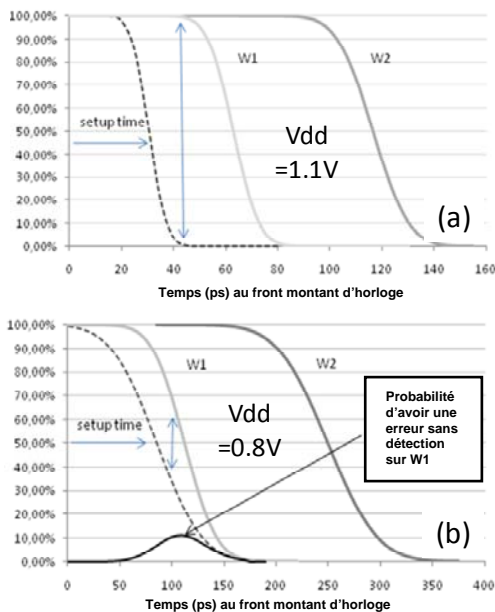 100,00%
90,00%
80,00%
70,00%
60,00%
50,00%
40,00%
30,00%
20,00%
10,00%
0,00%
W1
W2
setup time
Vdd
=1.1V
(a)
0 20 40 60 80 100 120 140 160
Temps (ps) au front montant d'horloge
100,00%
90,00%
80,00%
70,00%
60,00%
50,00%
40,00%
30,00%
20,00%
10,00%
0,00%
W1
W2
setup time
Vdd
=0.8V
Probabilité
d'avoir une
erreur sans
détection
sur W1
(b)
0 50 100 150 200 250 300 350 400
Temps (ps) au front montant d'horloge